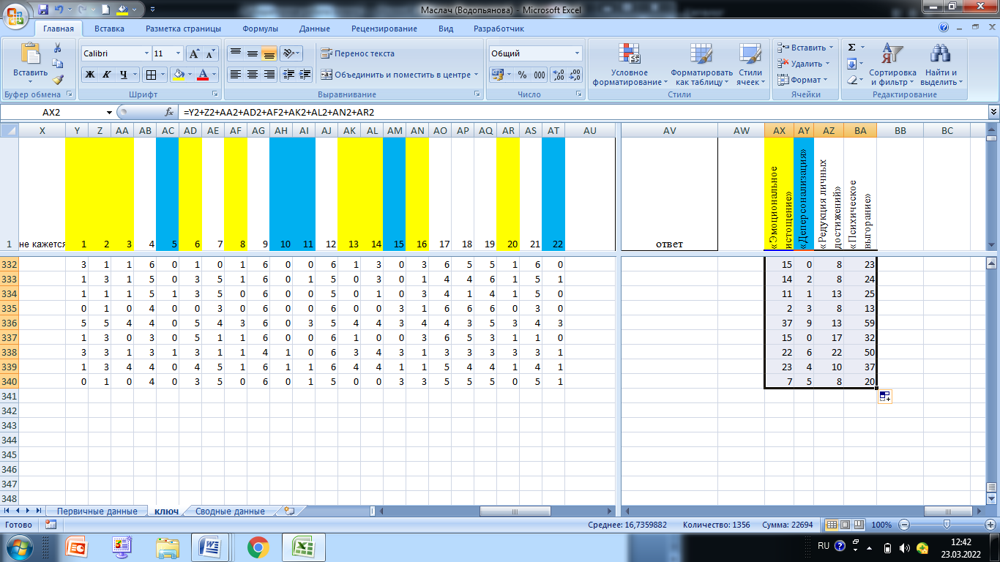 Маслач (Водопьянова) - Microsoft Excel
Главная Вставка Разметка страницы Формулы Данные Рецензирование Вид Разработчик
Вставить
Буфер обмена
Calibri 11
Ж К Ч
Шрифт
Перенос текста
Объединить и поместить в центре
Выравнивание
Общий
% 000
Число
Условное форматирование
Форматировать как таблицу
Стили ячеек
Стили
Вставить
Удалить
Формат
Ячейки
Сортировка и фильтр
Найти и выделить
Редактирование
AX2 fx =Y2+Z2+AA2+AD2+AF2+AK2+AL2+AN2+AR2
X Y Z AA AB AC AD AE AF AG AH AI AJ AK AL AM AN AO AP AQ AR AS AT AU AV AW AX AY AZ BA BB BC
«Эмоциональное истощение»
«Деперсонализация»
«Редукция личных достижений»
«Психическое выгорание»
1 не кажется 1 2 3 4 5 6 7 8 9 10 11 12 13 14 15 16 17 18 19 20 21 22 ответ
332 3 1 1 6 0 1 0 1 6 0 0 6 1 3 0 3 6 5 5 1 6 0 15 0 8 23
333 1 3 1 5 0 3 5 1 6 0 1 5 0 3 0 1 4 4 6 1 5 1 14 2 8 24
334 1 1 1 5 1 3 5 0 6 0 0 5 0 1 0 3 4 1 4 1 5 0 11 1 13 25
335 0 1 0 4 0 0 3 0 6 0 0 6 0 0 3 1 6 6 6 0 3 0 2 3 8 13
336 5 5 4 4 0 5 4 3 6 0 3 5 4 4 3 4 4 3 5 3 4 3 37 9 13 59
337 1 3 0 3 0 5 1 1 6 0 0 6 1 0 0 3 6 5 3 1 1 0 15 0 17 32
338 3 3 1 3 1 3 1 1 4 1 0 6 3 4 3 1 3 3 3 3 3 1 22 6 22 50
339 1 3 4 4 0 4 5 1 6 1 1 6 4 4 1 1 5 4 4 1 4 1 23 4 10 37
340 0 1 0 4 0 3 5 0 6 0 1 5 0 0 3 3 5 5 5 0 5 1 7 5 8 20
341
342
343
344
345
346
347
348
Первичные данные ключ Сводные данные
Готово Среднее: 16,7359882 Количество: 1356 Сумма: 22694 100%
RU 12:42
23.03.2022